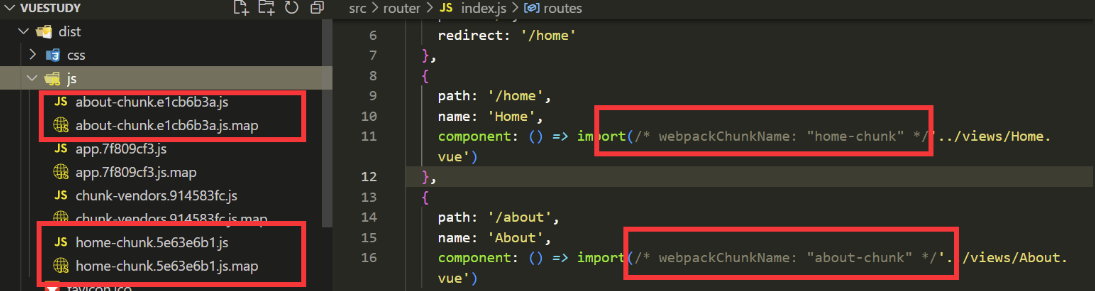 VUESTUDY
dist
css
js
JS about-chunk.e1cb6b3a.js
about-chunk.e1cb6b3a.js.map
JS app.7f809cf3.js
app.7f809cf3.js.map
JS chunk-vendors.914583fc.js
chunk-vendors.914583fc.js.map
JS home-chunk.5e63e6b1.js
home-chunk.5e63e6b1.js.map
favicon.ico
src > router > JS index.js > routes
6 redirect: '/home'
7 },
8 {
9 path: '/home',
10 name: 'Home',
11 component: () => import(/* webpackChunkName: "home-chunk" */'../views/Home.
vue')
12 },
13 {
14 path: '/about',
15 name: 'About',
16 component: () => import(/* webpackChunkName: "about-chunk" */'../views/About.
vue')